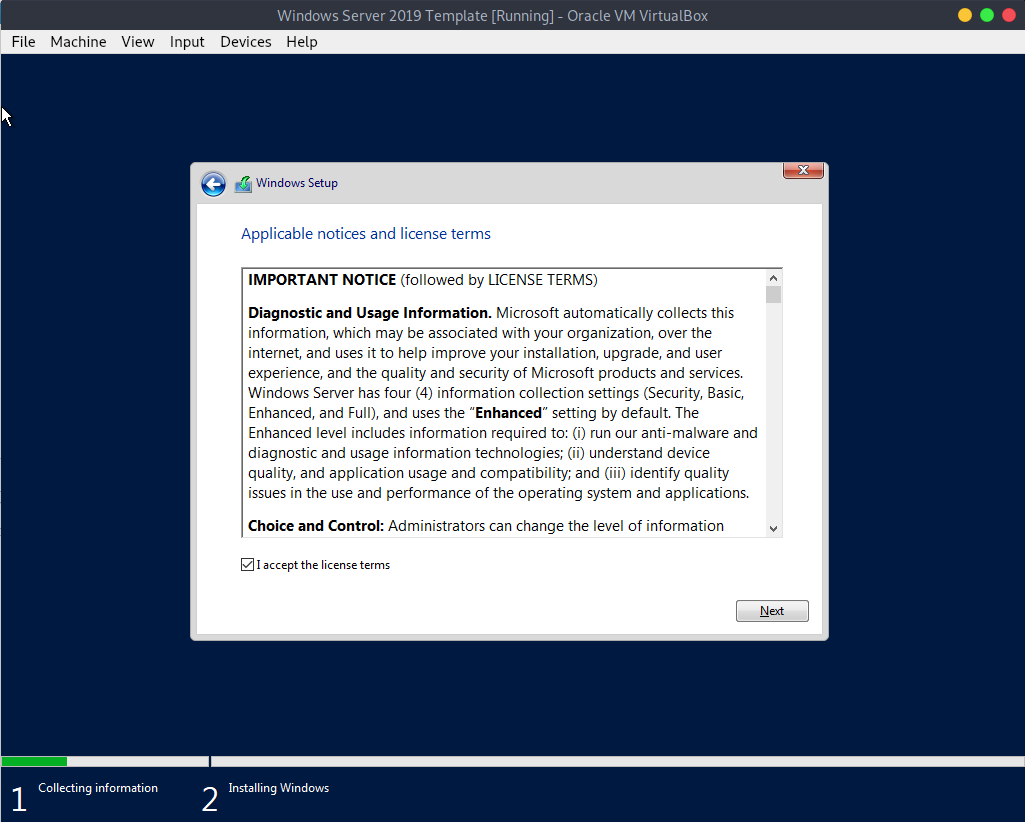 Windows Server 2019 Template [Running] - Oracle VM VirtualBox
File Machine View Input Devices Help
Windows Setup
Applicable notices and license terms
IMPORTANT NOTICE (followed by LICENSE TERMS)
Diagnostic and Usage Information. Microsoft automatically collects this
information, which may be associated with your organization, over the
internet, and uses it to help improve your installation, upgrade, and user
experience, and the quality and security of Microsoft products and services.
Windows Server has four (4) information collection settings (Security, Basic,
Enhanced, and Full), and uses the “Enhanced” setting by default. The
Enhanced level includes information required to: (i) run our anti-malware and
diagnostic and usage information technologies; (ii) understand device
quality, and application usage and compatibility; and (iii) identify quality
issues in the use and performance of the operating system and applications.
Choice and Control: Administrators can change the level of information
I accept the license terms
Next
1 Collecting information
2 Installing Windows